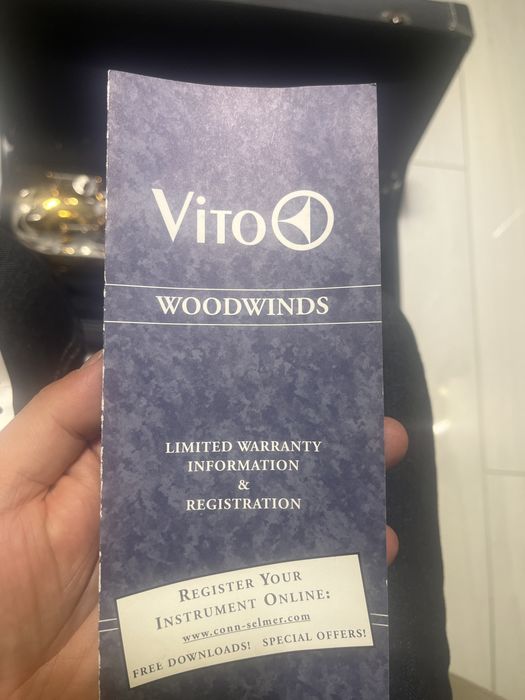 VITO
WOODWINDS
LIMITED WARRANTY
INFORMATION
&
REGISTRATION
REGISTER YOUR
INSTRUMENT ONLINE:
www.conn-selmer.com
FREE DOWNLOADS! SPECIAL OFFERS!